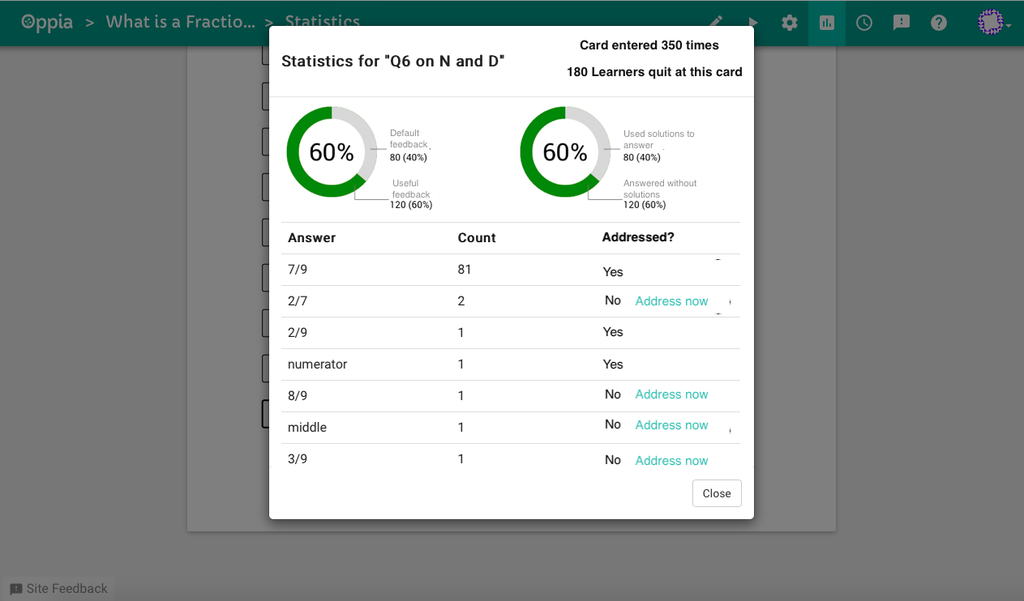 Oppia > What is a Fractio... > Statistics
Statistics for "Q6 on N and D"
Card entered 350 times
180 Learners quit at this card
60%
Default
feedback
80 (40%)
Useful
feedback
120 (60%)
60%
Used solutions to
answer
80 (40%)
Answered without
solutions
120 (60%)
Answer Count Addressed?
7/9 81 Yes
2/7 2 No Address now
2/9 1 Yes
numerator 1 Yes
8/9 1 No Address now
middle 1 No Address now
3/9 1 No Address now
Close
Site Feedback